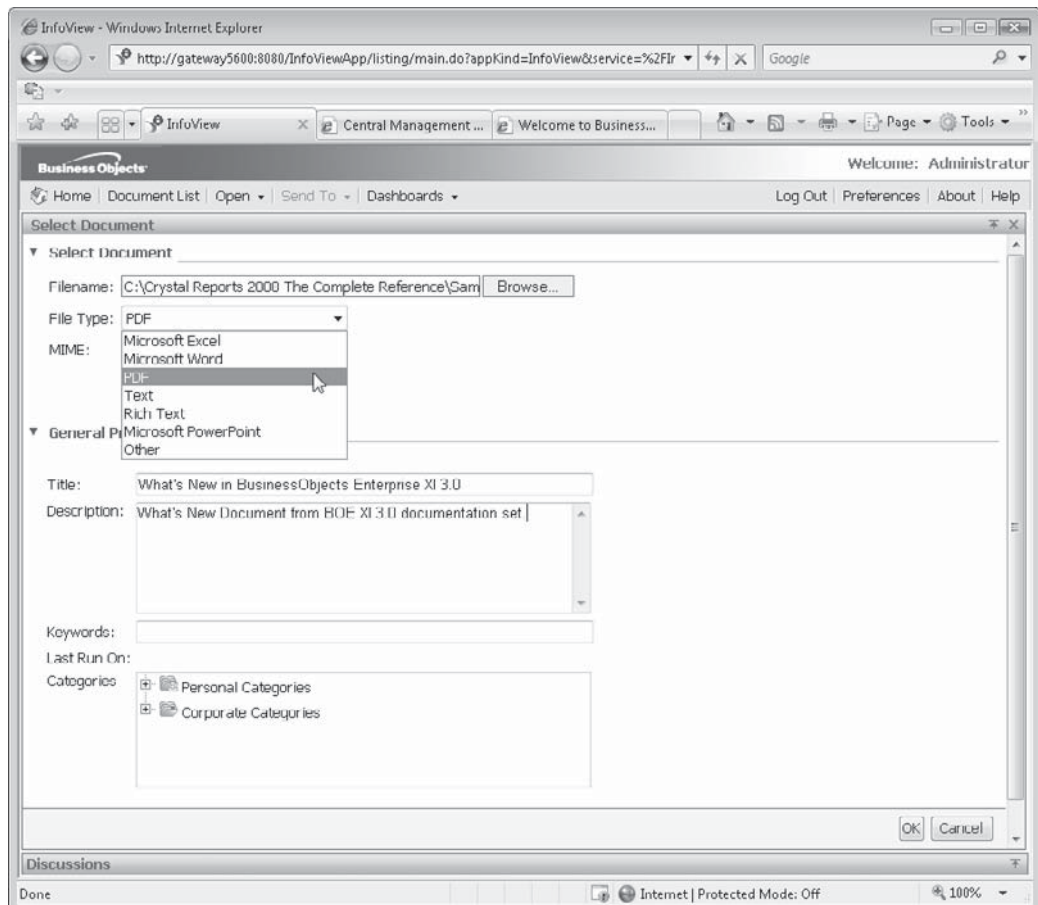 InfoView - Windows Internet Explorer
http://gateway5600:8080/InfoViewApp/listing/main.do?appKind=InfoView&service=%2FIr
Google
InfoView
Central Management ...
Welcome to Business...
Page
Tools
Business Objects
Welcome: Administrator
Home | Document List | Open | Send To | Dashboards
Log Out | Preferences | About | Help
Select Document
Select Document
Filename: C:\Crystal Reports 2000 The Complete Reference\Sam Browse...
File Type: PDF
MIME:
Microsoft Excel
Microsoft Word
PDF
Text
Rich Text
Microsoft PowerPoint
Other
General P
Title: What's New in BusinessObjects Enterprise XI 3.0
Description: What's New Document from BOE XI 3.0 documentation set
Keywords:
Last Run On:
Categories
Personal Categories
Corporate Categories
OK Cancel
Discussions
Done
Internet | Protected Mode: Off
100%